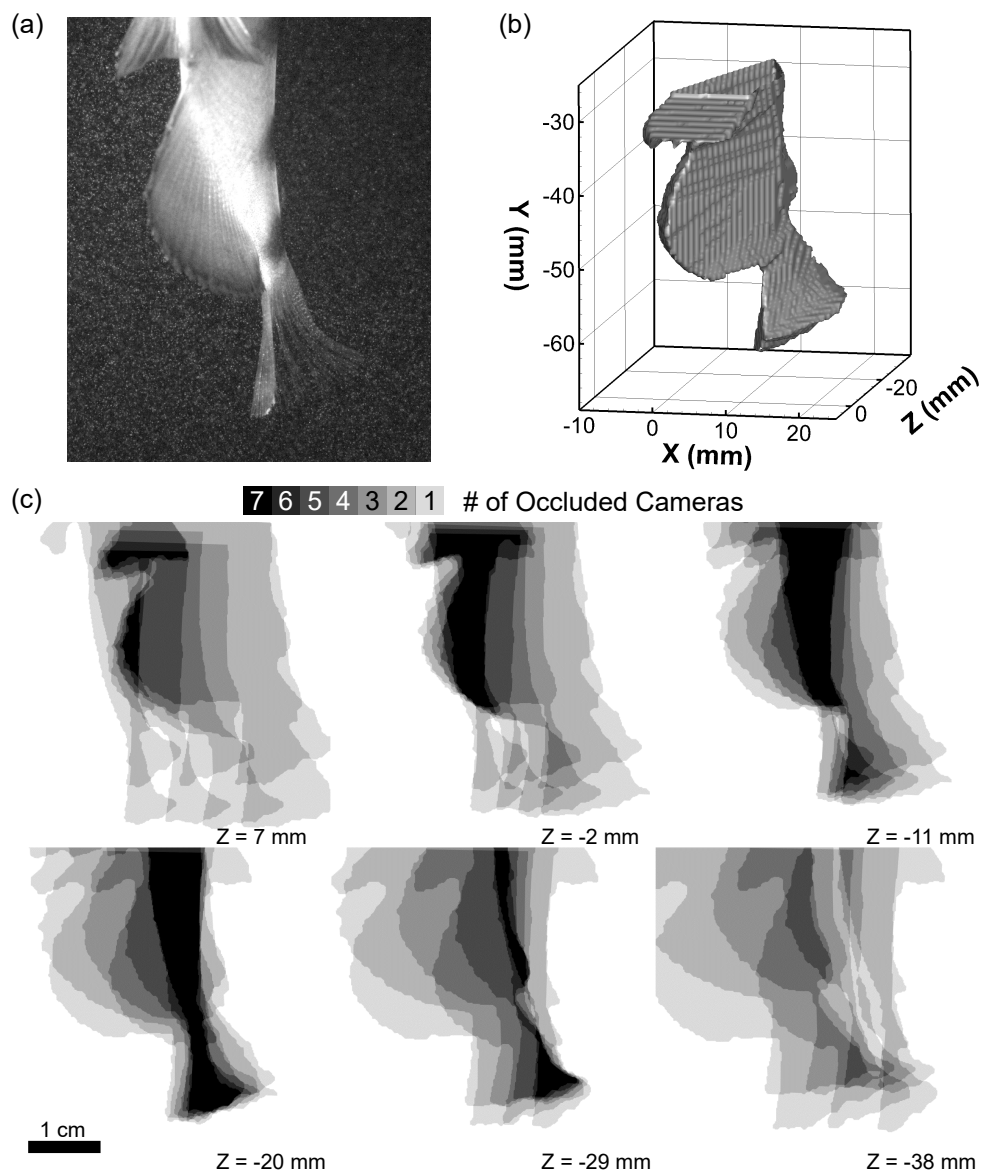 (a)
(b)
-30
-40
-50
-60
Y (mm)
-10
0
10
20
X (mm)
-20
0
Z (mm)
(c)
7 6 5 4 3 2 1 # of Occluded Cameras
Z = 7 mm
Z = -2 mm
Z = -11 mm
1 cm
Z = -20 mm
Z = -29 mm
Z = -38 mm